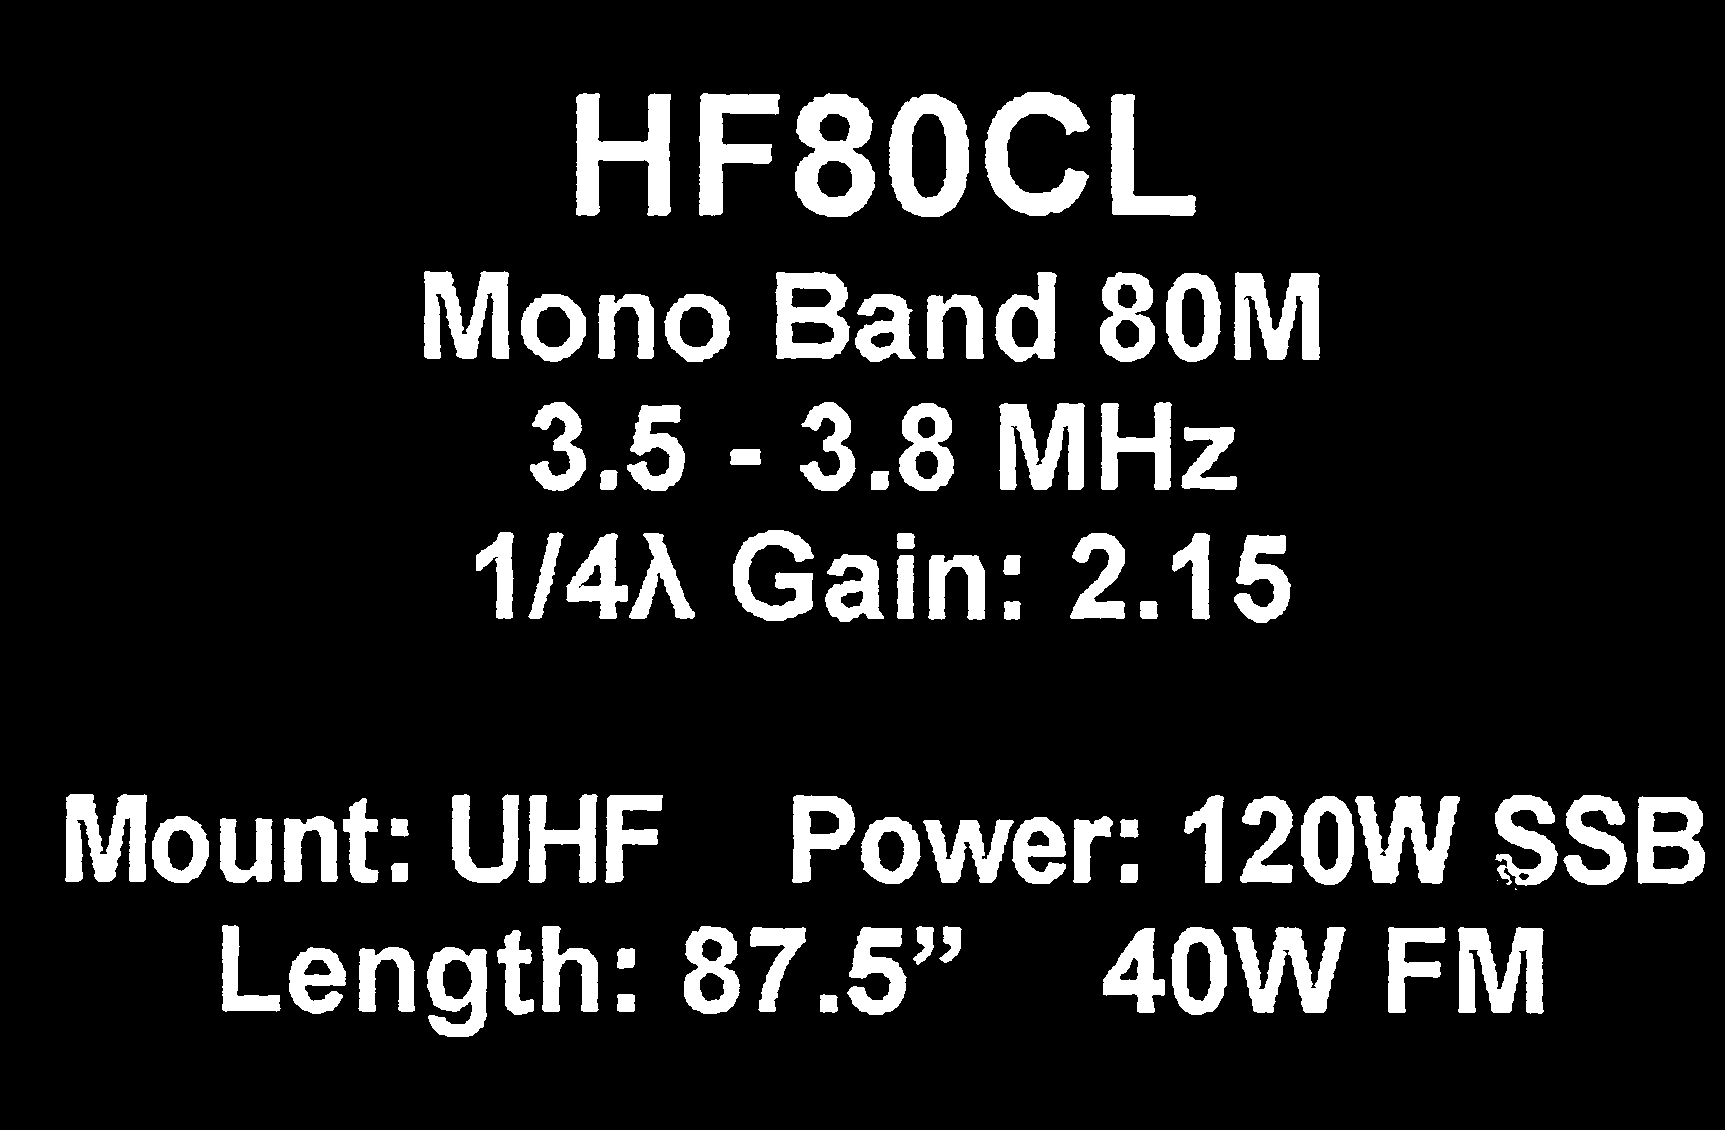 HF80CL
Mono Band 80M
3.5 - 3.8 MHz
1/4λ Gain: 2.15
Mount: UHF Power: 120W SSB
Length: 87.5” 40W FM